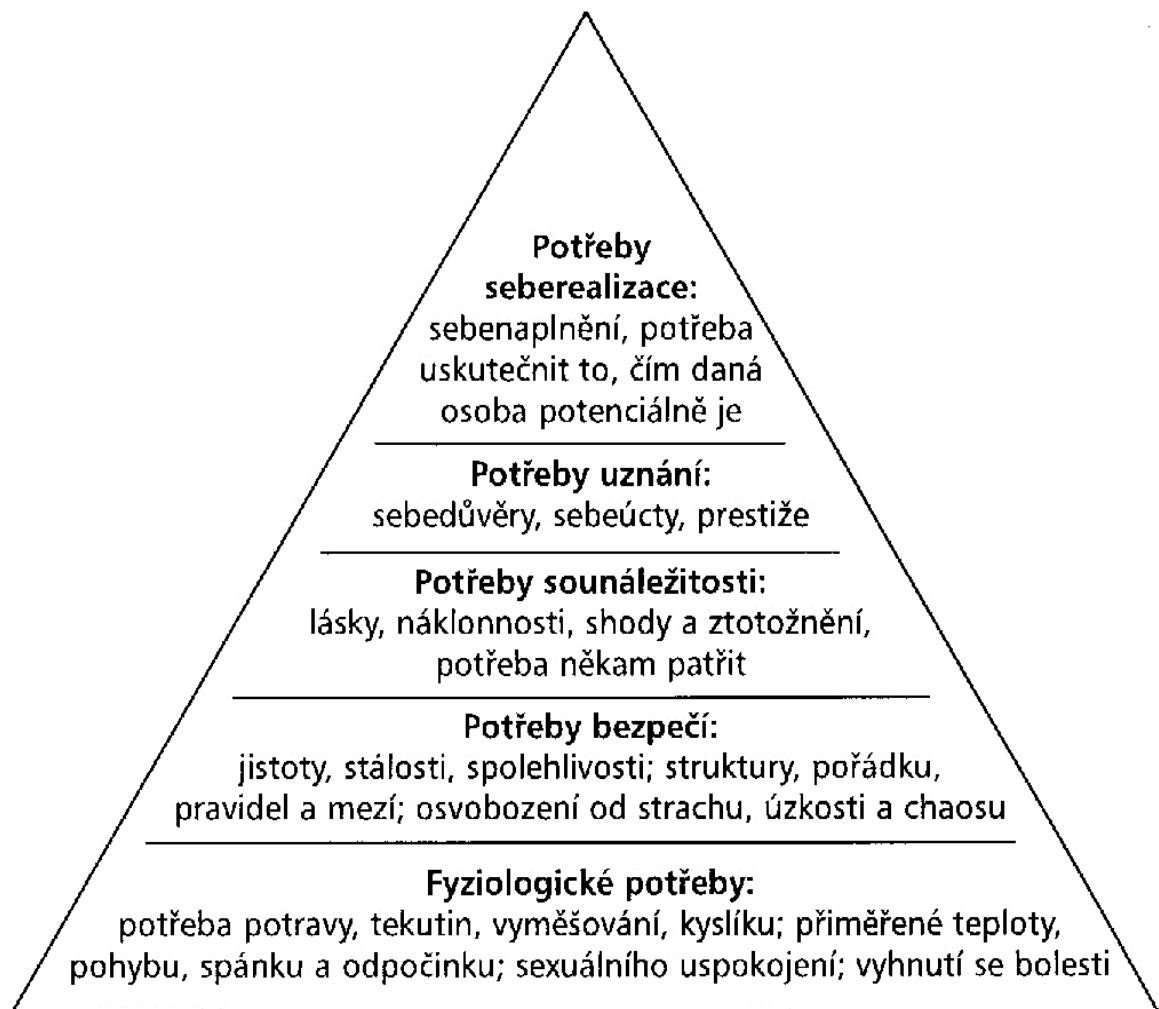 Potřeby
seberealizace:
sebenaplnění, potřeba
uskutečnit to, čím daná
osoba potenciálně je
Potřeby uznání:
sebedůvěry, sebeúcty, prestiže
Potřeby sounáležitosti:
lásky, náklonnosti, shody a ztotožnění,
potřeba někam patřit
Potřeby bezpečí:
jistoty, stálosti, spolehlivosti; struktury, pořádku,
pravidel a mezí; osvobození od strachu, úzkosti a chaosu
Fyziologické potřeby:
potřeba potravy, tekutin, vyměšování, kyslíku; přiměřené teploty,
pohybu, spánku a odpočinku; sexuálního uspokojení; vyhnutí se bolesti